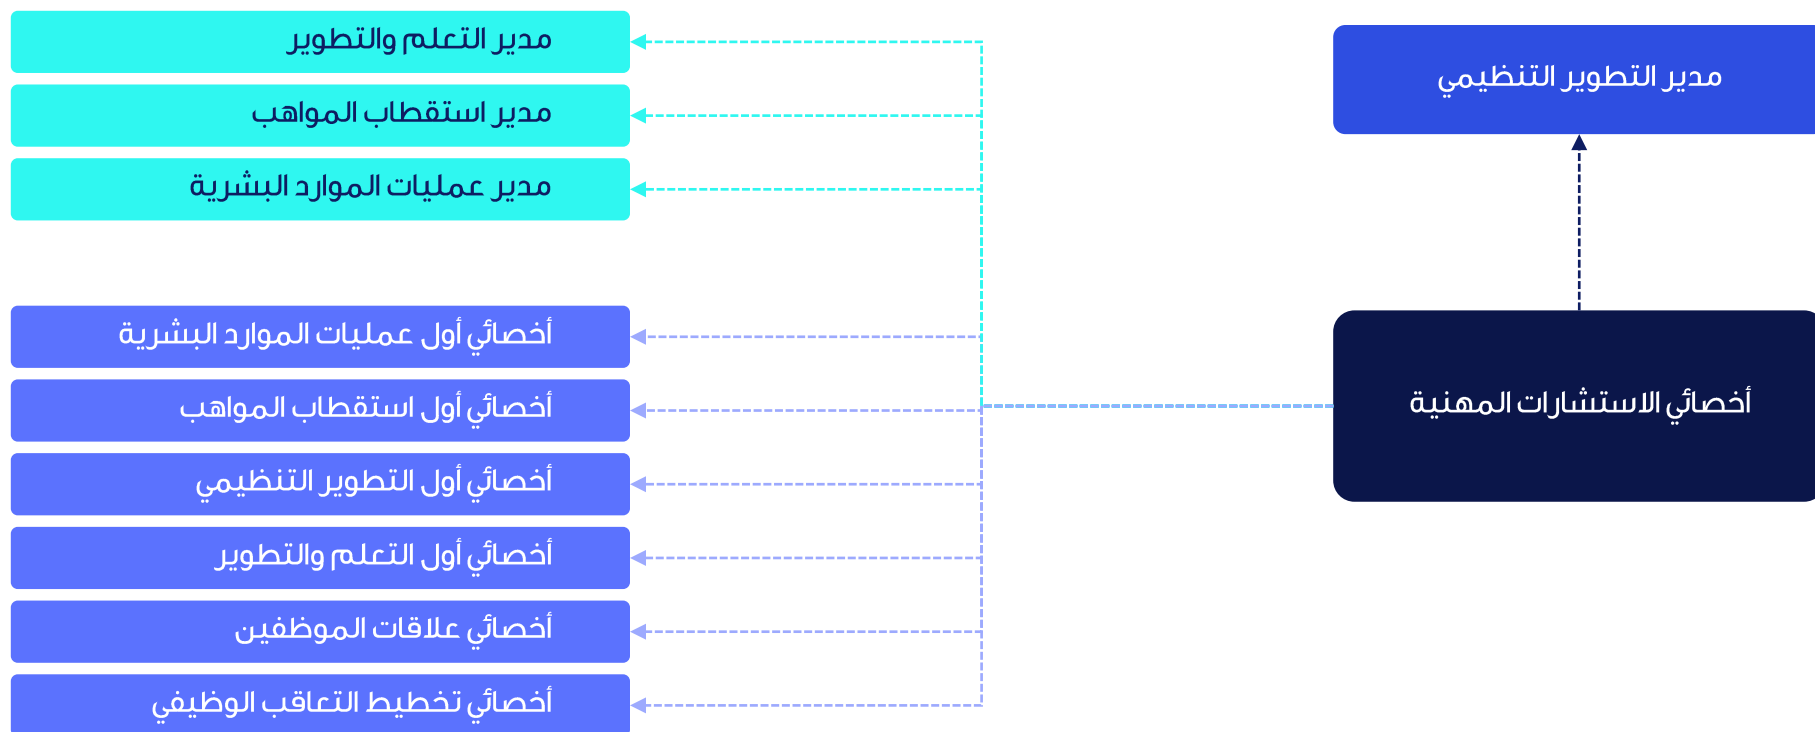 مدير التطوير التنظيمي
أخصائي الاستشارات المهنية
مدير التعلم والتطوير
مدير استقطاب المواهب
مدير عمليات الموارد البشرية
أخصائي أول عمليات الموارد البشرية
أخصائي أول استقطاب المواهب
أخصائي أول التطوير التنظيمي
أخصائي أول التعلم والتطوير
أخصائي علاقات الموظفين
أخصائي تخطيط التعاقب الوظيفي